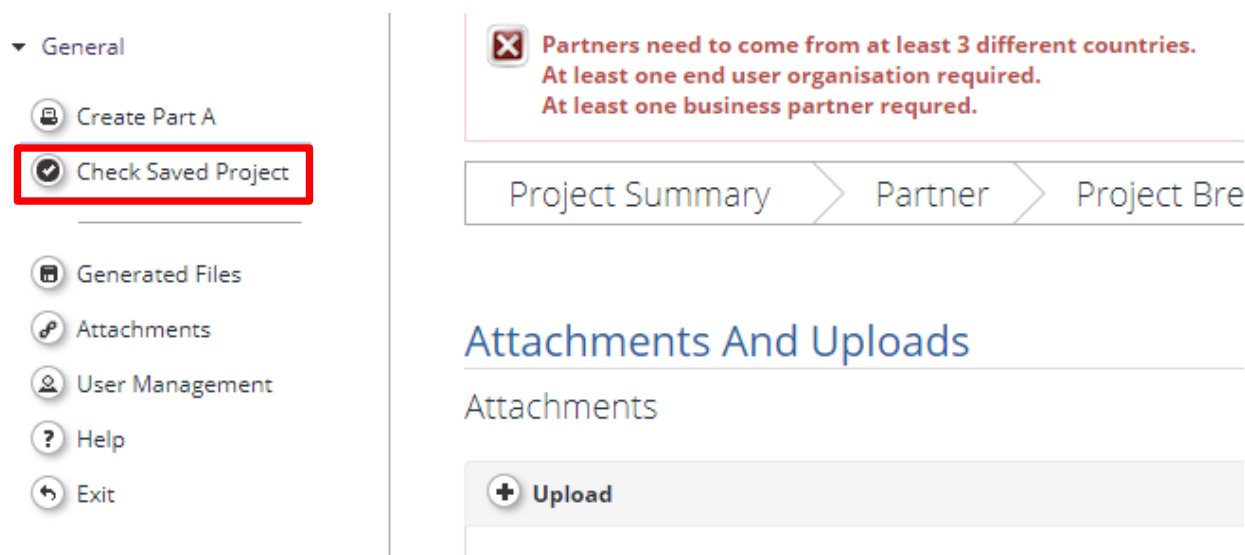 General
Create Part A
Check Saved Project
Generated Files
Attachments
User Management
Help
Exit
Partners need to come from at least 3 different countries.
At least one end user organisation required.
At least one business partner requred.
Project Summary
Partner
Project Bre
Attachments And Uploads
Attachments
Upload